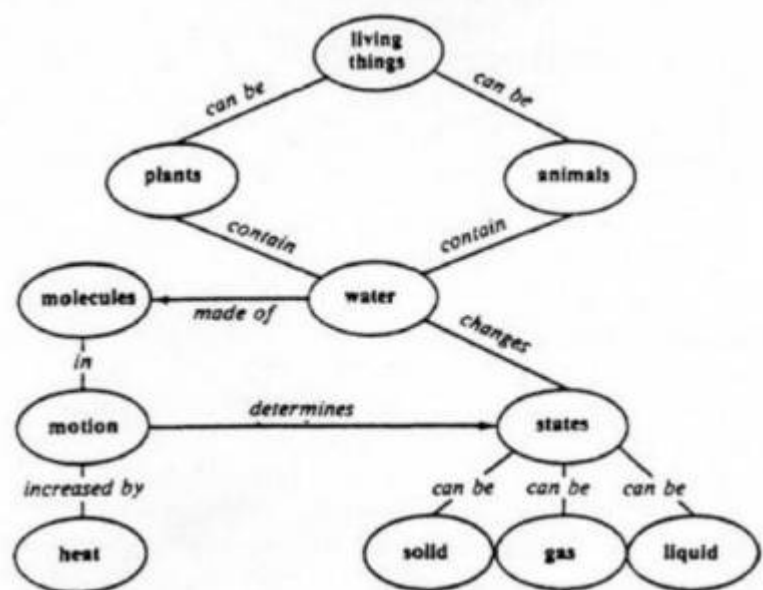 living
things
can be
can be
plants
animals
contain
contain
molecules
water
made of
changes
in
motion
determines
states
increased by
can be
can be
can be
heat
solid
gas
liquid